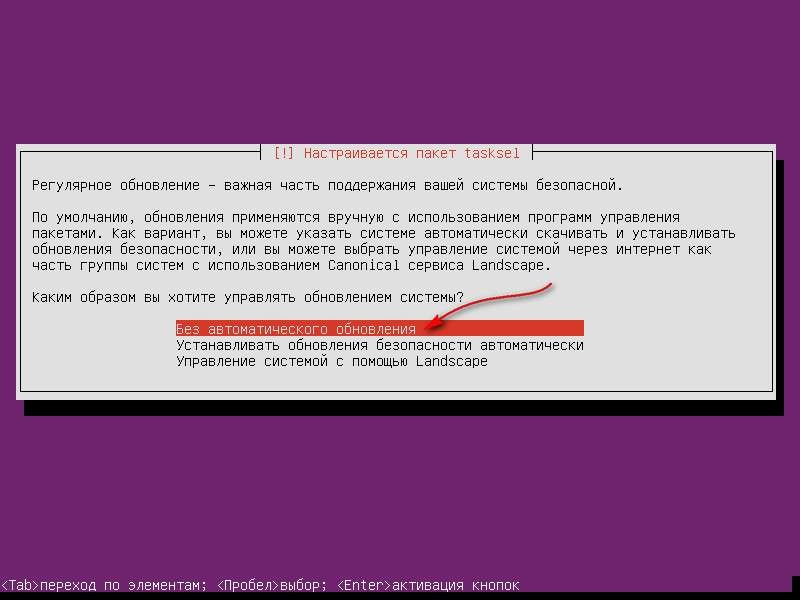 [!] Настраивается пакет tasksel
Регулярное обновление – важная часть поддержания вашей системы безопасной.
По умолчанию, обновления применяются вручную с использованием программ управления
пакетами. Как вариант, вы можете указать системе автоматически скачивать и устанавливать
обновления безопасности, или вы можете выбрать управление системой через интернет как
часть группы систем с использованием Canonical сервиса Landscape.
Каким образом вы хотите управлять обновлением системы?
Без автоматического обновления
Устанавливать обновления безопасности автоматически
Управление системой с помощью Landscape
<Tab>переход по элементам; <Пробел>выбор; <Enter>активация кнопок